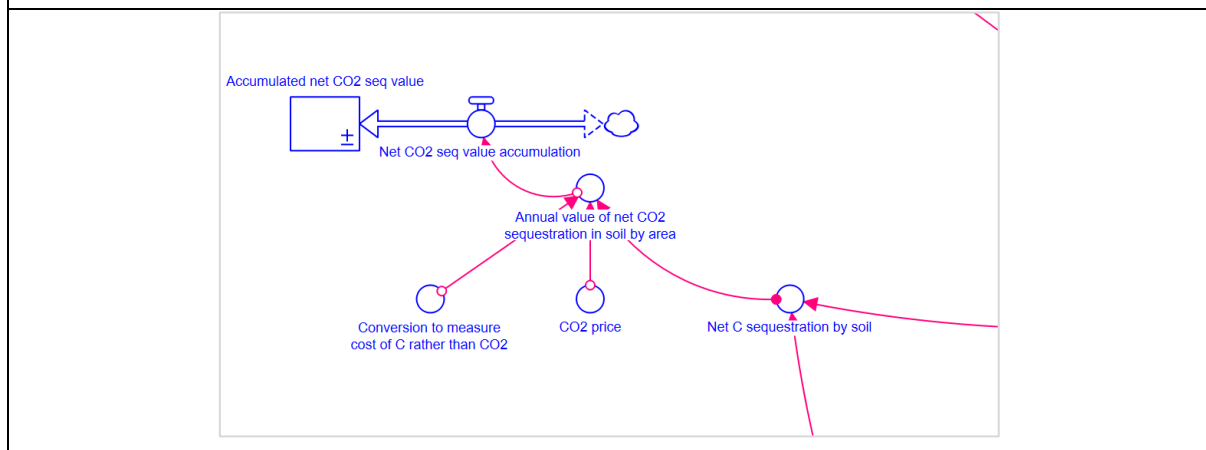 Accumulated net CO2 seq value
±
Net CO2 seq value accumulation
Annual value of net CO2
sequestration in soil by area
Conversion to measure
cost of C rather than CO2
CO2 price
Net C sequestration by soil